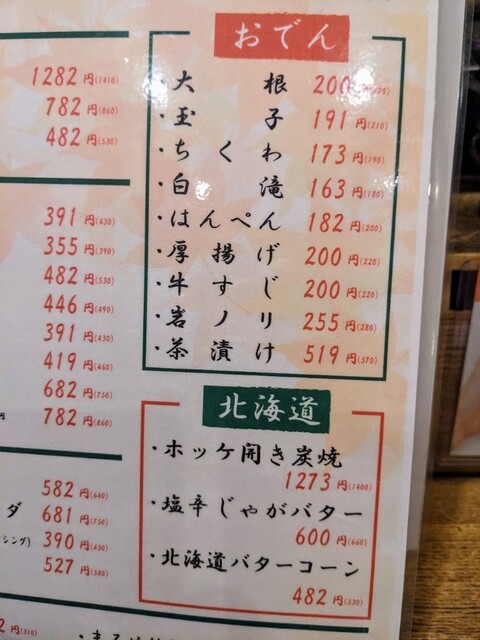 おでん
・大根 200円(220)
・玉子 191円(210)
・ちくわ 173円(190)
・白滝 163円(180)
・はんぺん 182円(200)
・厚揚げ 200円(220)
・牛すじ 200円(220)
・岩ノリ 255円(280)
・茶漬け 519円(570)
北海道
・ホッケ開き炭焼
1273円(1400)
・塩辛じゃがバター
600円(660)
・北海道バターコーン
482円(530)
1282円(1410)
782円(860)
482円(530)
391円(430)
355円(390)
482円(530)
446円(490)
391円(430)
419円(460)
682円(750)
782円(860)
582円(640)
ダ 681円(750)
シング) 390円(430)
527円(580)
2円(310)